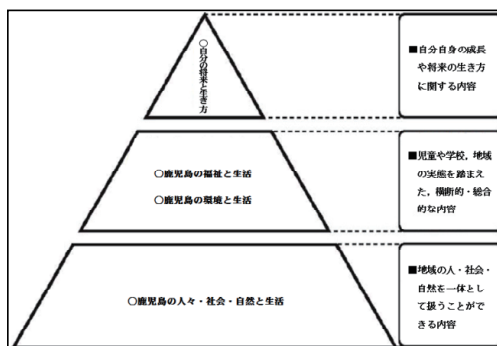 ○自分の将来と生き方
■自分自身の成長
や将来の生き方
に関する内容
○鹿児島の福祉と生活
○鹿児島の環境と生活
■児童や学校，地域
の実態を踏まえ
た，横断的・総合
的な内容
○鹿児島の人々・社会・自然と生活
■地域の人・社会・
自然を一体とし
て扱うことがで
きる内容